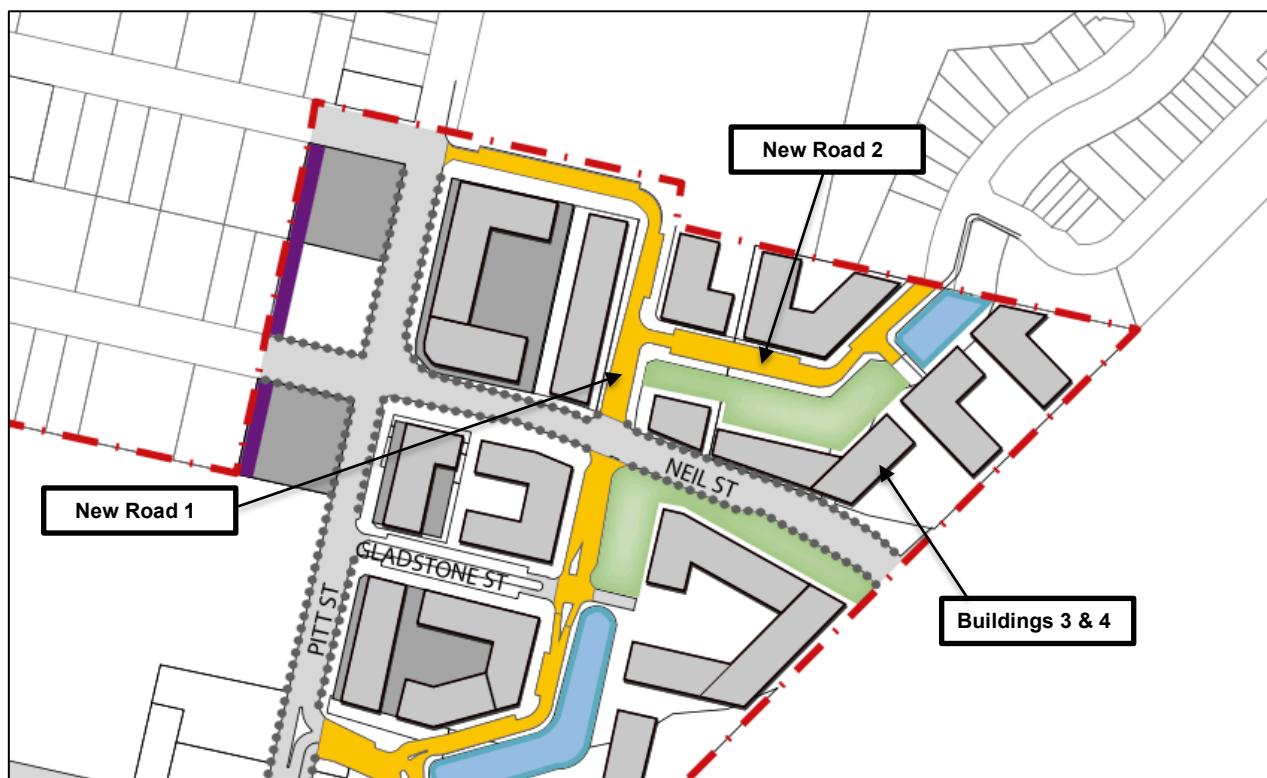 New Road 2
NEIL ST
New Road 1
GLADSTONE ST
PITT ST
Buildings 3 & 4